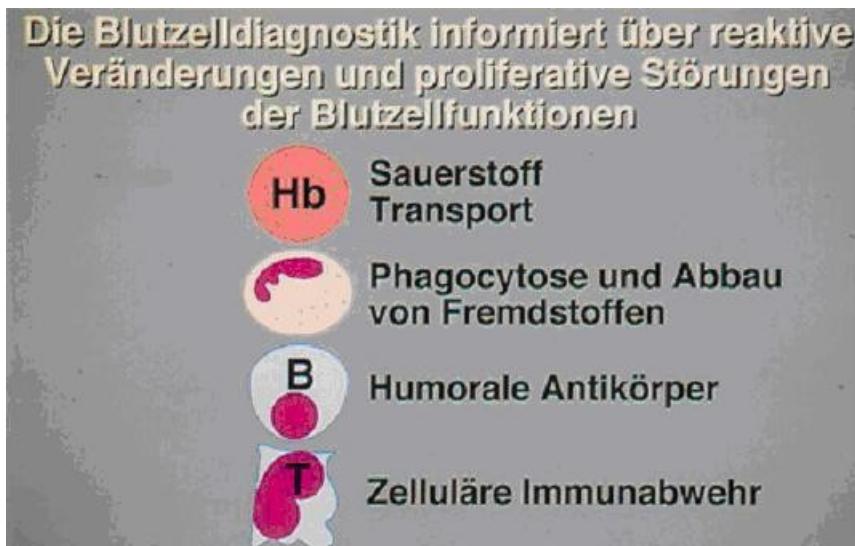 Die Blutzelldiagnostik informiert über reaktive
Veränderungen und proliferative Störungen
der Blutzellfunktionen
Hb
Sauerstoff
Transport
Phagocytose und Abbau
von Fremdstoffen
B
Humorale Antikörper
T
Zelluläre Immunabwehr